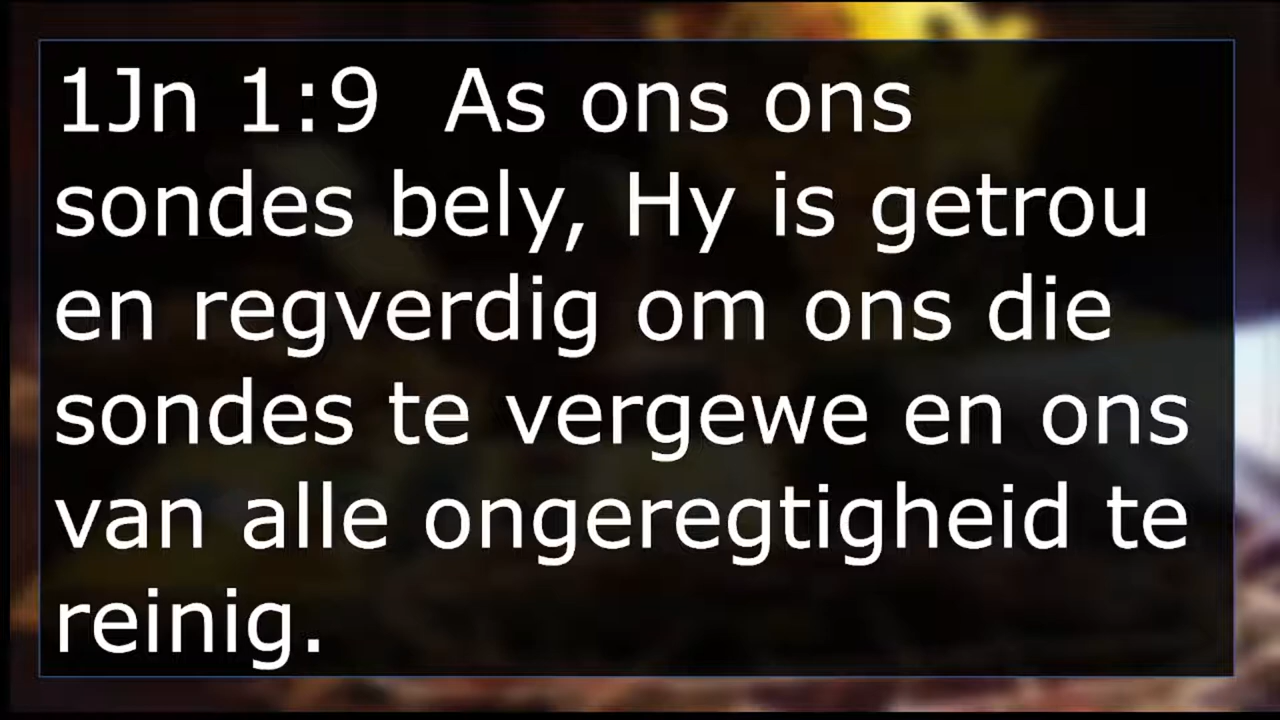 1Jn 1:9  As ons ons
sondes bely, Hy is getrou
en regverdig om ons die
sondes te vergewe en ons
van alle ongeregtigheid te
reinig.